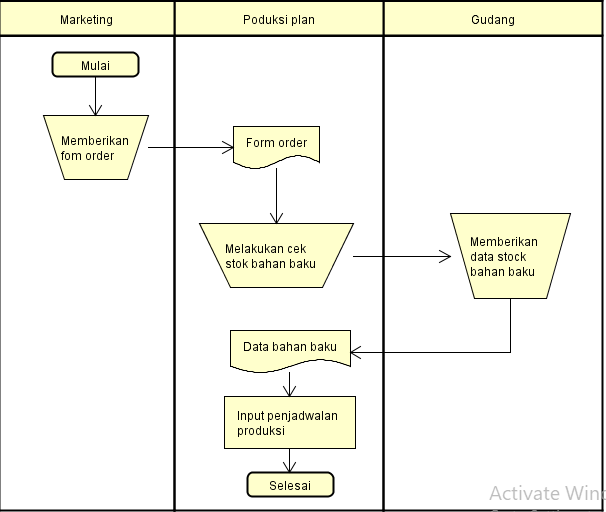 Marketing
Poduksi plan
Gudang
Mulai
Memberikan
fom order
Form order
Melakukan cek
stok bahan baku
Memberikan
data stock
bahan baku
Data bahan baku
Input penjadwalan
produksi
Selesai
Activate Win